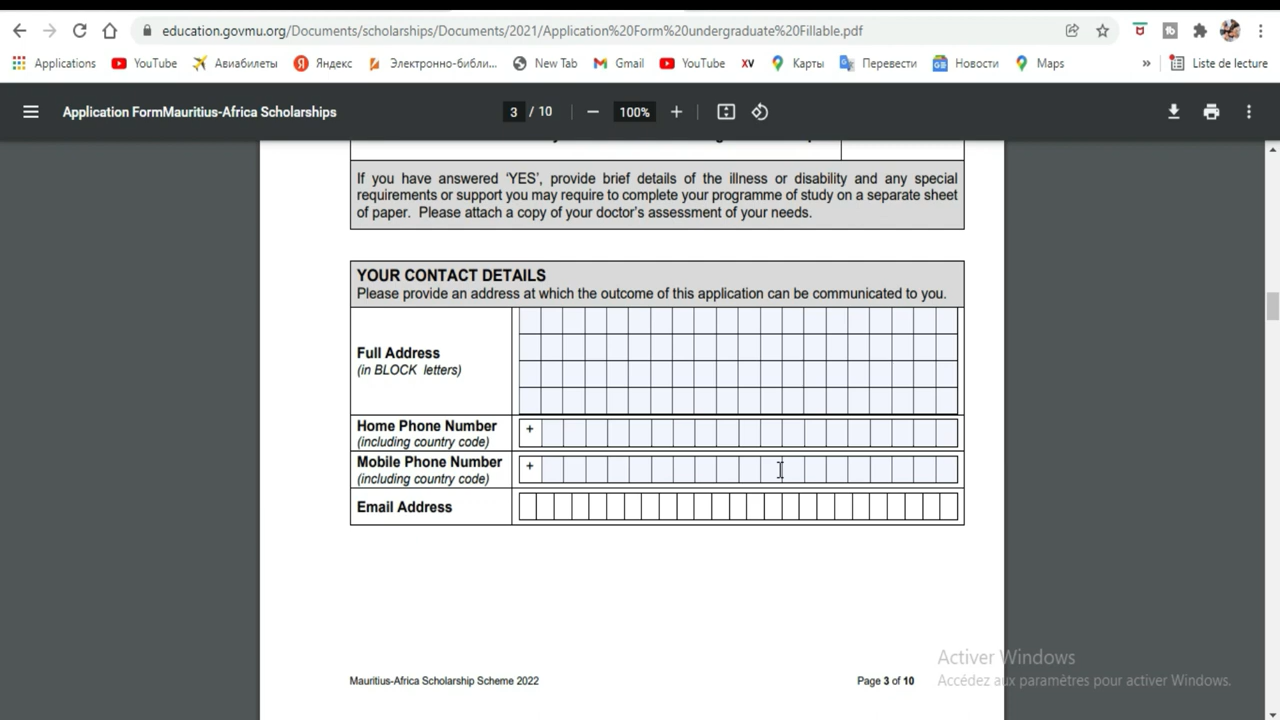 education.govmu.org/Documents/scholarships/Documents/2021/Application%20Form%20undergraduate%20Fillable.pdf
Applications YouTube Авиабилеты Яндекс Электронно-библи... New Tab Gmail YouTube XV Карты Перевести Новости Maps » Liste de lecture
Application FormMauritius-Africa Scholarships 3 / 10 − 100% +
If you have answered ‘YES’, provide brief details of the illness or disability and any special
requirements or support you may require to complete your programme of study on a separate sheet
of paper. Please attach a copy of your doctor’s assessment of your needs.
YOUR CONTACT DETAILS
Please provide an address at which the outcome of this application can be communicated to you.
Full Address
(in BLOCK letters)
Home Phone Number +
(including country code)
Mobile Phone Number +
(including country code)
Email Address
Activer Windows
Accédez aux paramètres pour activer Windows.
Mauritius-Africa Scholarship Scheme 2022 Page 3 of 10